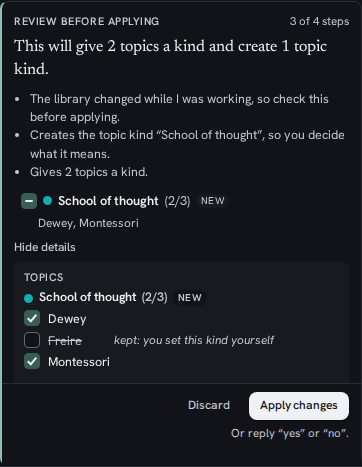 REVIEW BEFORE APPLYING 3 of 4 steps
This will give 2 topics a kind and create 1 topic
kind.
• The library changed while I was working, so check this
before applying.
• Creates the topic kind “School of thought”, so you decide
what it means.
• Gives 2 topics a kind.
School of thought (2/3) NEW
Dewey, Montessori
Hide details
TOPICS
School of thought (2/3) NEW
Dewey
Freire kept: you set this kind yourself
Montessori
Discard Apply changes
Or reply “yes” or “no”.